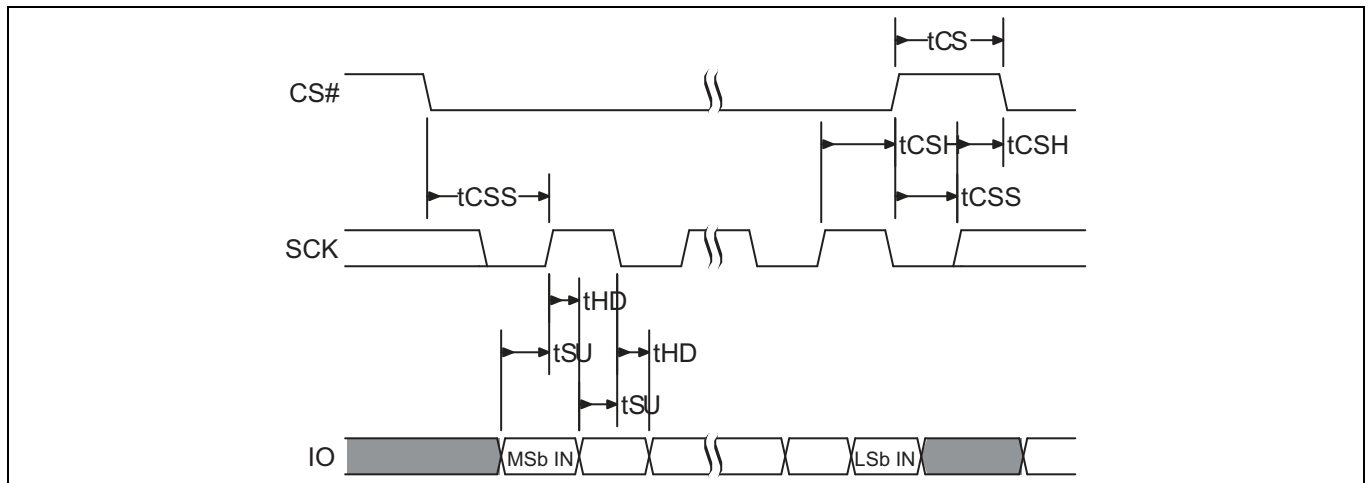 tCS
CS#
tCSH
tCSH
tCSS
tCSS
SCK
tHD
tSU
tHD
tSU
IO
MSb IN
LSb IN